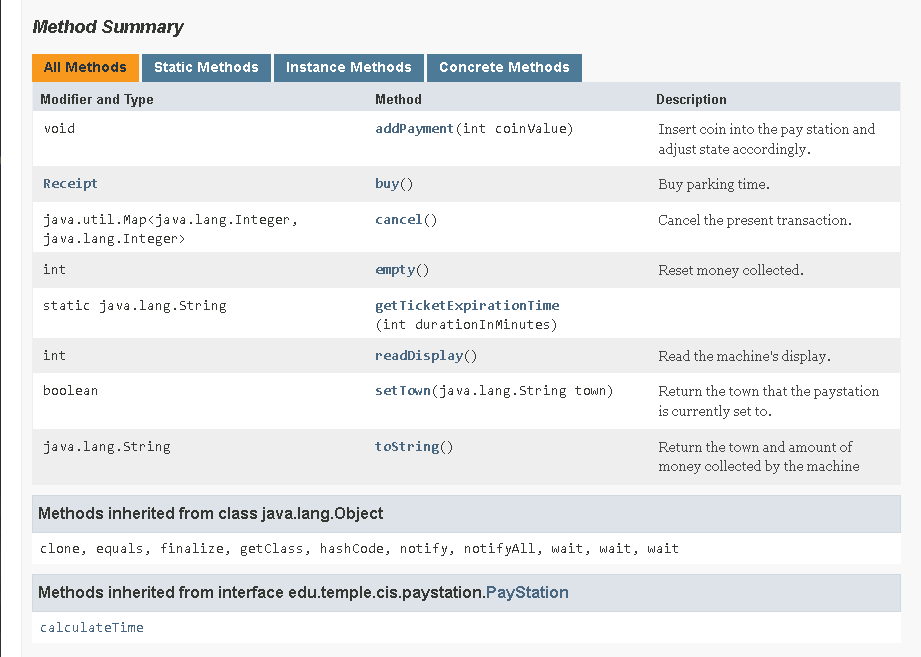 Method Summary
All Methods Static Methods Instance Methods Concrete Methods
Modifier and Type Method Description
void addPayment(int coinValue) Insert coin into the pay station and
adjust state accordingly.
Receipt buy() Buy parking time.
java.util.Map<java.lang.Integer, cancel() Cancel the present transaction.
java.lang.Integer>
int empty() Reset money collected.
static java.lang.String getTicketExpirationTime
(int durationInMinutes)
int readDisplay() Read the machine's display.
boolean setTown(java.lang.String town) Return the town that the paystation
is currently set to.
java.lang.String toString() Return the town and amount of
money collected by the machine
Methods inherited from class java.lang.Object
clone, equals, finalize, getClass, hashCode, notify, notifyAll, wait, wait, wait
Methods inherited from interface edu.temple.cis.paystation.PayStation
calculateTime